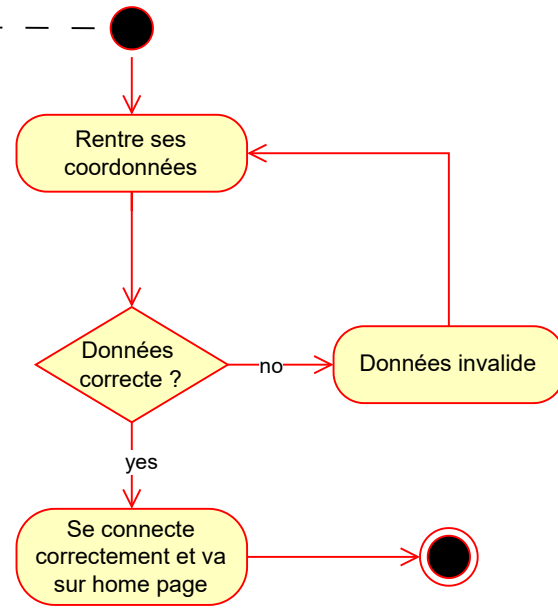 Rentre ses
coordonnées
Données
correcte ?
no
Données invalide
yes
Se connecte
correctement et va
sur home page